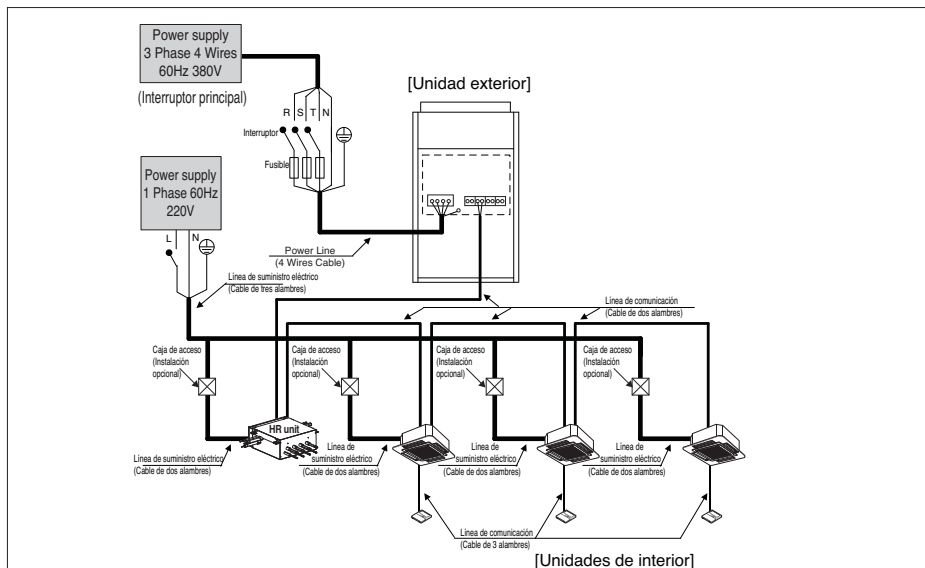 Power supply
3 Phase 4 Wires
60Hz 380V
(Interruptor principal)
[Unidad exterior]
R S T N
Interruptor
Fusible
Power supply
1 Phase 60Hz
220V
L N
Power Line
(4 Wires Cable)
Línea de suministro eléctrico
(Cable de tres alambres)
Línea de comunicación
(Cable de dos alambres)
Caja de acceso
(Instalación
opcional)
Caja de acceso
(Instalación
opcional)
Caja de acceso
(Instalación
opcional)
Caja de acceso
(Instalación
opcional)
HR unit
Línea de suministro eléctrico
(Cable de dos alambres)
Línea de
suministro eléctrico
(Cable de dos alambres)
Línea de
suministro eléctrico
(Cable de dos alambres)
Línea de
suministro eléctrico
(Cable de dos alambres)
Línea de comunicación
(Cable de 3 alambres)
[Unidades de interior]